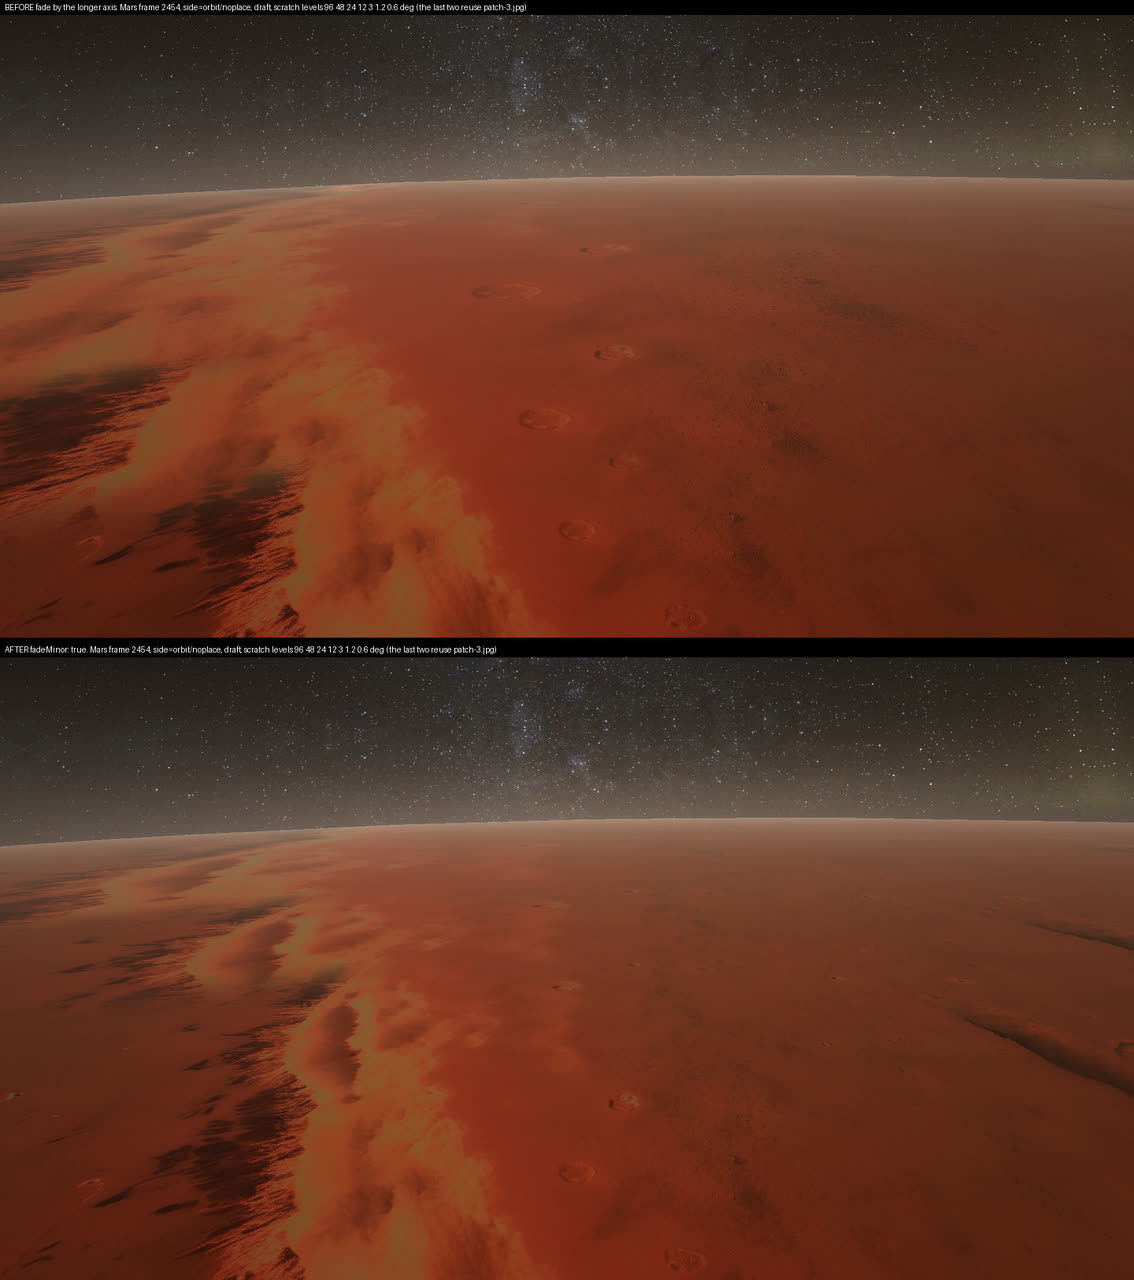 BEFORE fade by the longer axis. Mars frame 2454, side=orbit/noplace, draft, scratch levels 96 48 24 12 3 1.2 0.6 deg (the last two reuse patch-3.jpg)
AFTER fadeMinor: true. Mars frame 2454, side=orbit/noplace, draft, scratch levels 96 48 24 12 3 1.2 0.6 deg (the last two reuse patch-3.jpg)